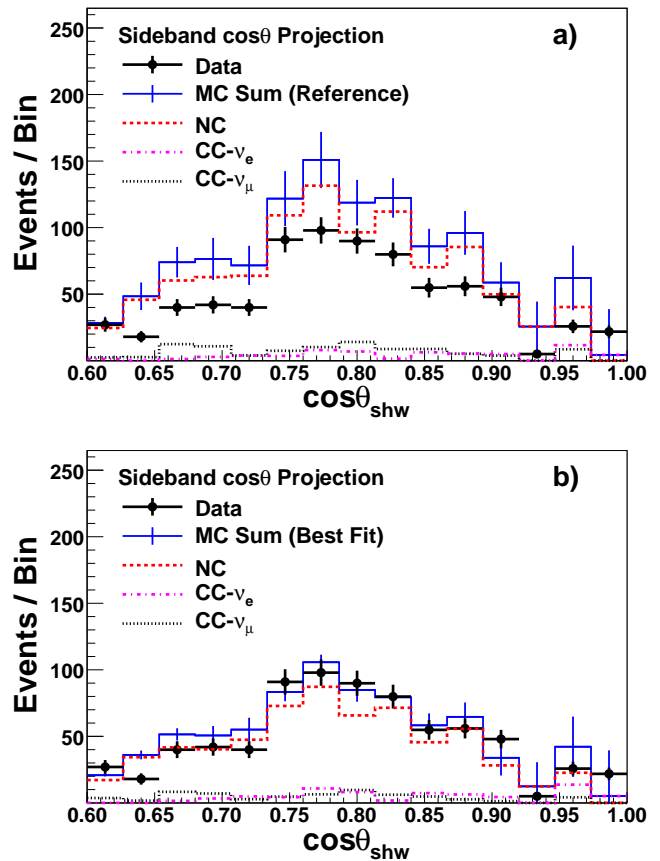 Sideband cosθ Projection
a)
Data
MC Sum (Reference)
NC
CC-νe
CC-νμ
Events / Bin
250
200
150
100
50
0.60 0.65 0.70 0.75 0.80 0.85 0.90 0.95 1.00
cosθshw
Sideband cosθ Projection
b)
Data
MC Sum (Best Fit)
NC
CC-νe
CC-νμ
Events / Bin
250
200
150
100
50
0.60 0.65 0.70 0.75 0.80 0.85 0.90 0.95 1.00
cosθshw